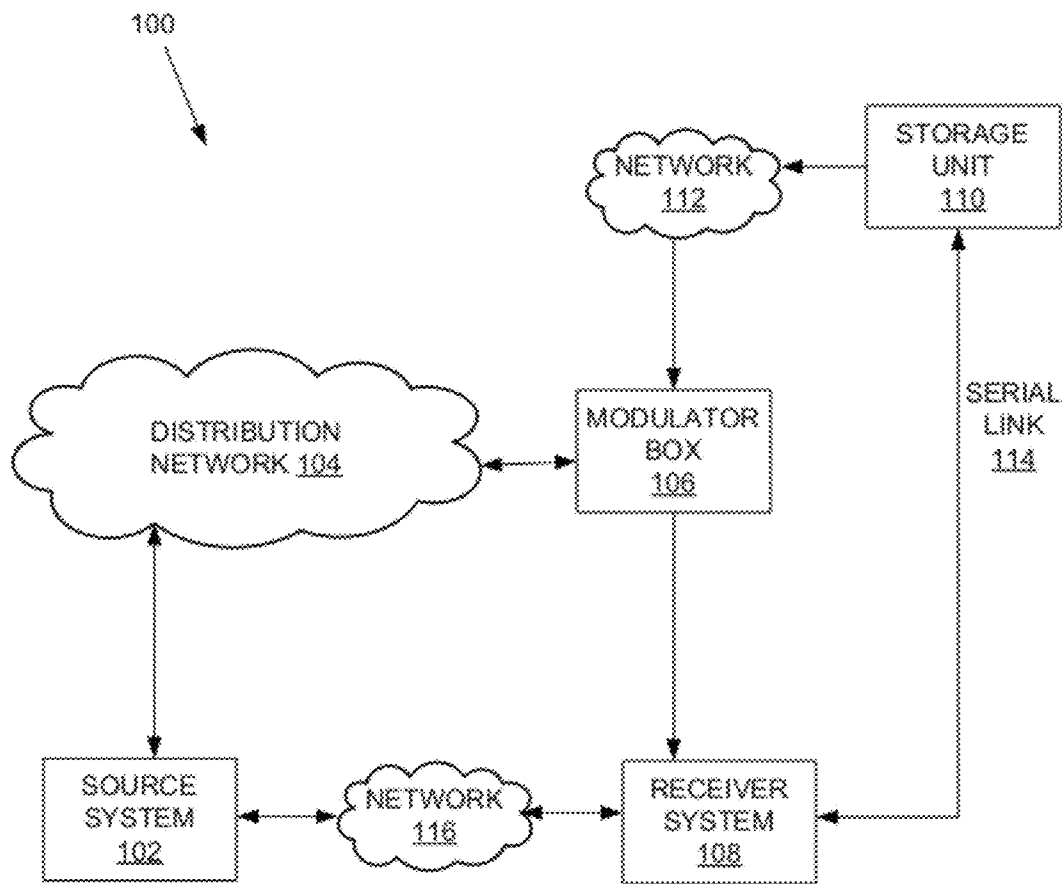 100
STORAGE
UNIT
110
NETWORK
112
DISTRIBUTION
NETWORK 104
MODULATOR
BOX
106
SERIAL
LINK
114
SOURCE
SYSTEM
102
NETWORK
116
RECEIVER
SYSTEM
108